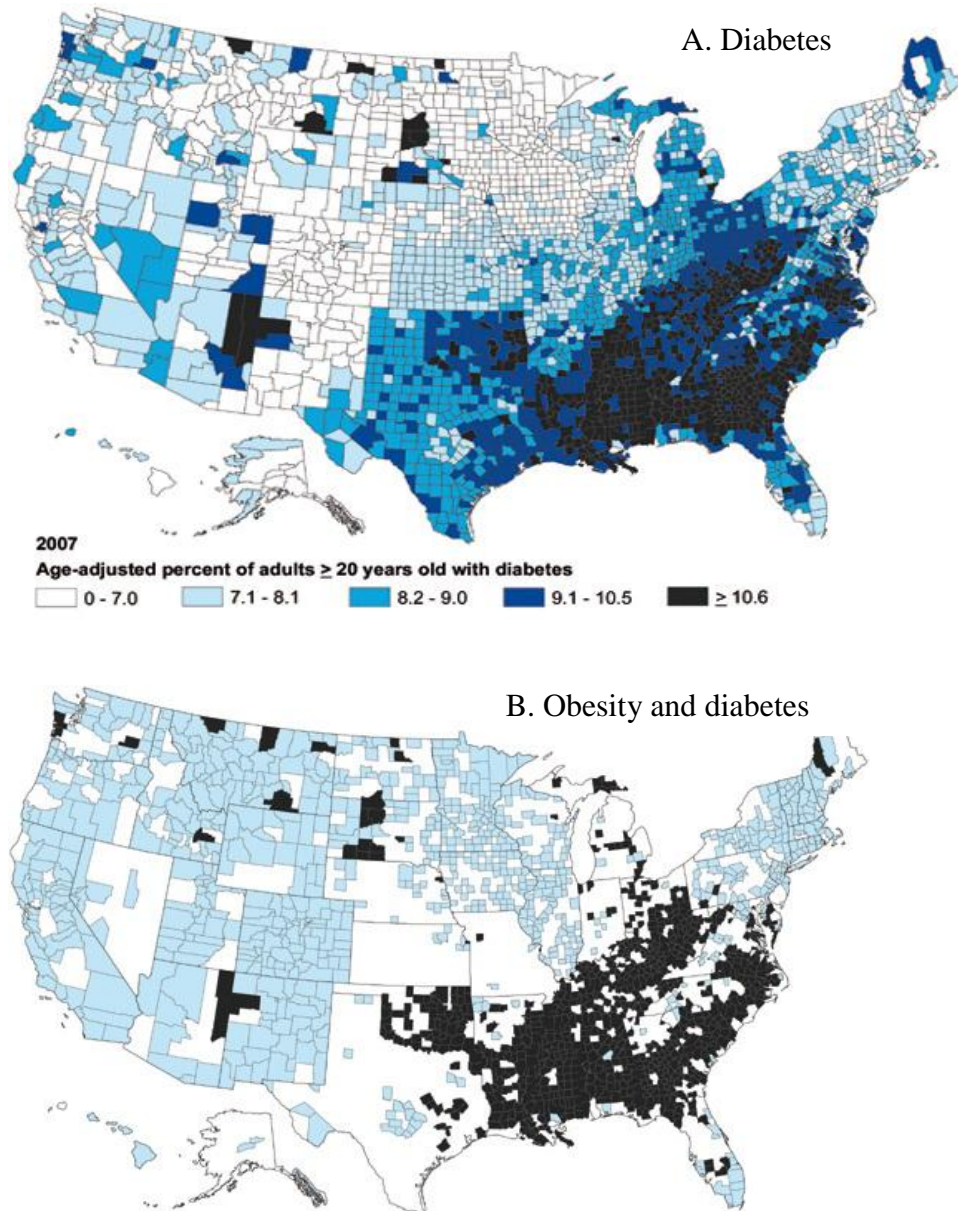 A. Diabetes
2007
Age-adjusted percent of adults ≥ 20 years old with diabetes
0 - 7.0 7.1 - 8.1 8.2 - 9.0 9.1 - 10.5 ≥ 10.6
B. Obesity and diabetes